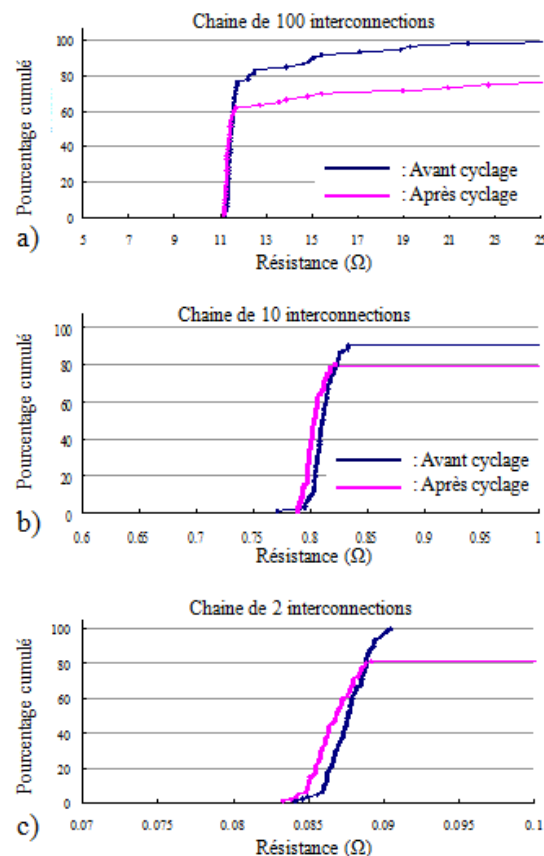 Chaine de 100 interconnections
Pourcentage cumulé
100
80
60
40
20
0
: Avant cyclage
: Après cyclage
5 7 9 11 13 15 17 19 21 23 25
Résistance (Ω)
a)
Chaine de 10 interconnections
Pourcentage cumulé
100
80
60
40
20
0
: Avant cyclage
: Après cyclage
0.6 0.65 0.7 0.75 0.8 0.85 0.9 0.95 1
Résistance (Ω)
b)
Chaine de 2 interconnections
Pourcentage cumulé
100
80
60
40
20
0
0.07 0.075 0.08 0.085 0.09 0.095 0.1
Résistance (Ω)
c)